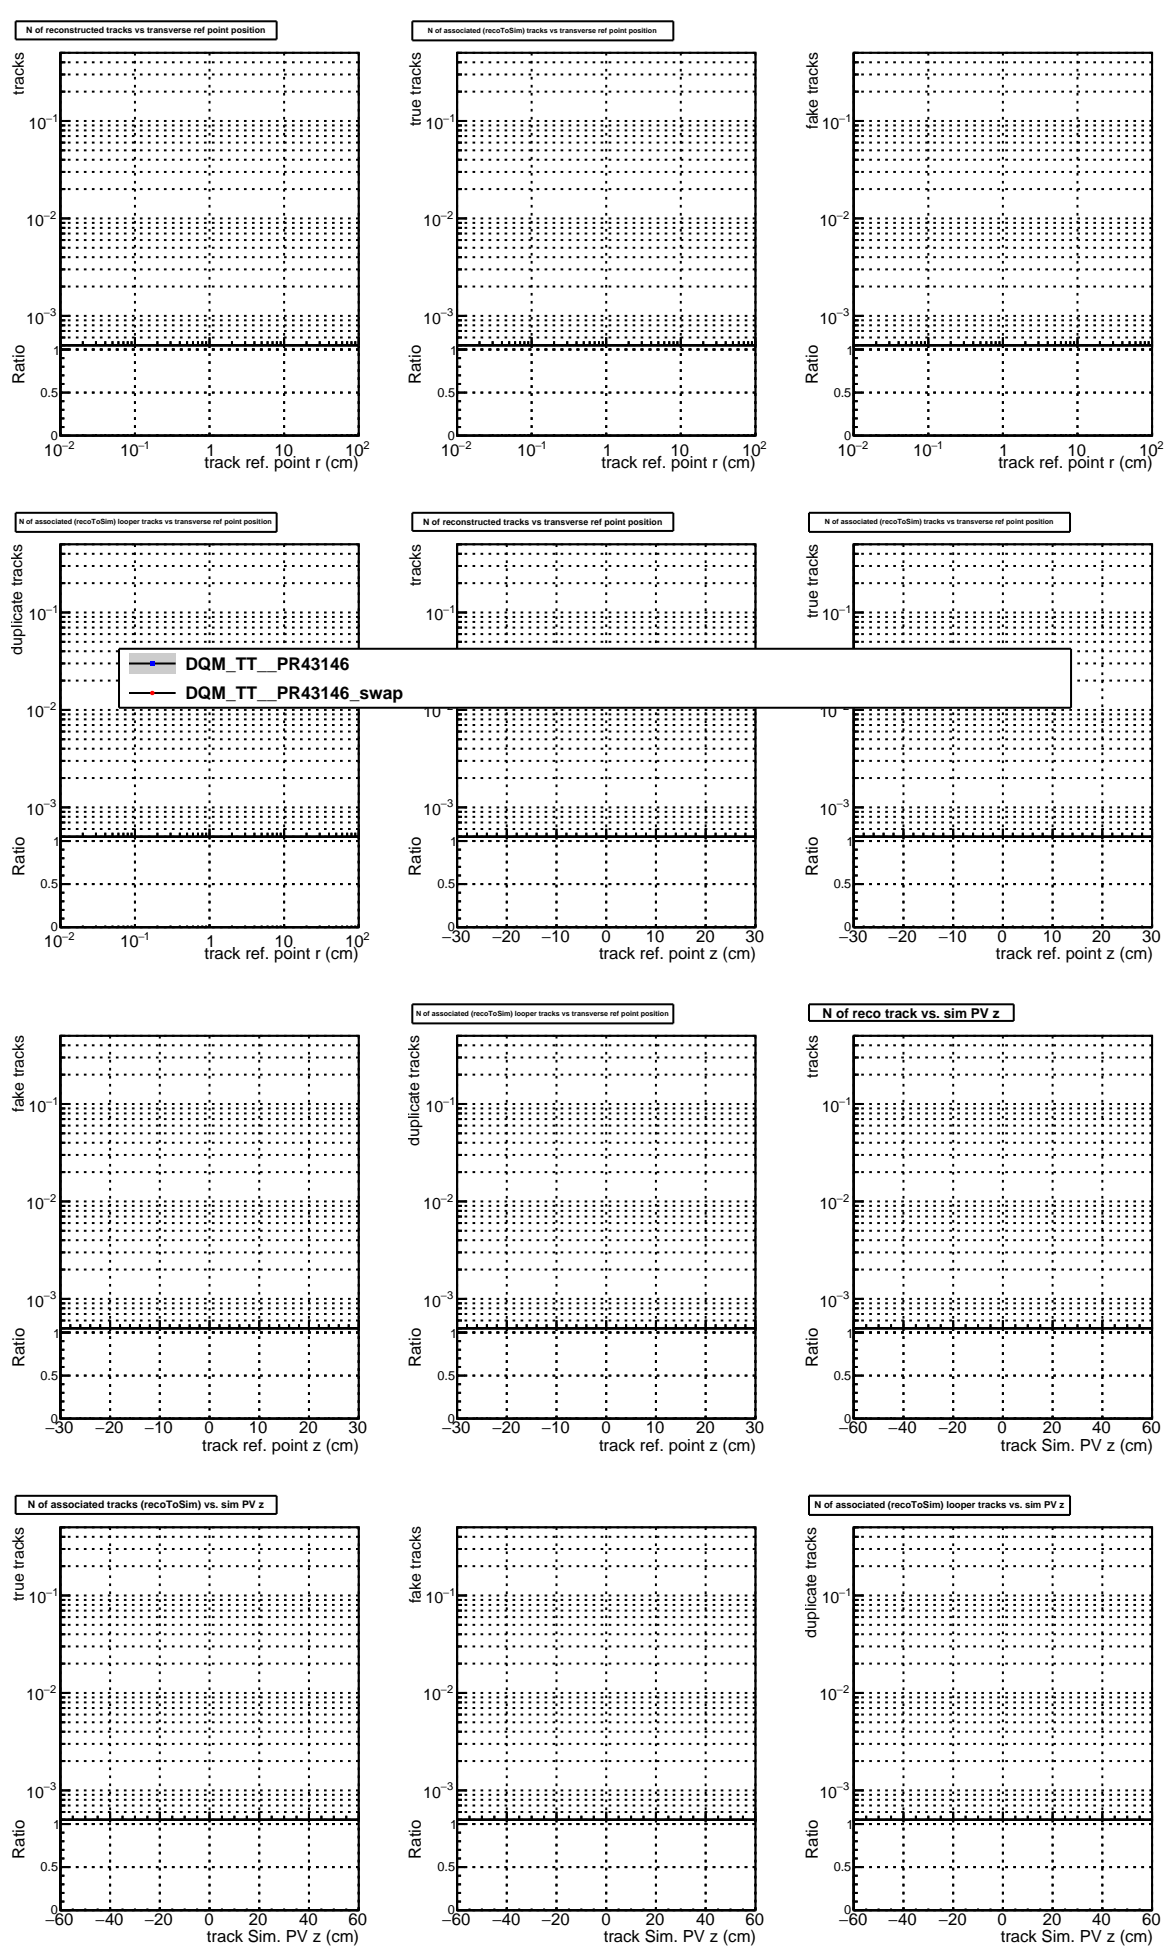 N of reconstructed tracks vs transverse ref point position
tracks
10⁻¹
10⁻²
10⁻³
Ratio
1
0.5
0
10⁻² 10⁻¹ 1 10 10²
track ref. point r (cm)
N of associated (recoToSim) tracks vs transverse ref point position
true tracks
10⁻¹
10⁻²
10⁻³
Ratio
1
0.5
0
10⁻² 10⁻¹ 1 10 10²
track ref. point r (cm)
fake tracks
10⁻¹
10⁻²
10⁻³
Ratio
1
0.5
0
10⁻² 10⁻¹ 1 10 10²
track ref. point r (cm)
N of associated (recoToSim) looper tracks vs transverse ref point position
duplicate tracks
10⁻¹
10⁻²
10⁻³
Ratio
1
0.5
0
10⁻² 10⁻¹ 1 10 10²
track ref. point r (cm)
N of reconstructed tracks vs transverse ref point position
tracks
10⁻¹
10⁻²
10⁻³
Ratio
1
0.5
0
−30 −20 −10 0 10 20 30
track ref. point z (cm)
N of associated (recoToSim) tracks vs transverse ref point position
true tracks
10⁻¹
10⁻²
10⁻³
Ratio
1
0.5
0
−30 −20 −10 0 10 20 30
track ref. point z (cm)
DQM_TT__PR43146
DQM_TT__PR43146_swap
fake tracks
10⁻¹
10⁻²
10⁻³
Ratio
1
0.5
0
−30 −20 −10 0 10 20 30
track ref. point z (cm)
N of associated (recoToSim) looper tracks vs transverse ref point position
duplicate tracks
10⁻¹
10⁻²
10⁻³
Ratio
1
0.5
0
−30 −20 −10 0 10 20 30
track ref. point z (cm)
N of reco track vs. sim PV z
tracks
10⁻¹
10⁻²
10⁻³
Ratio
1
0.5
0
−60 −40 −20 0 20 40 60
track Sim. PV z (cm)
N of associated tracks (recoToSim) vs. sim PV z
true tracks
10⁻¹
10⁻²
10⁻³
Ratio
1
0.5
0
−60 −40 −20 0 20 40 60
track Sim. PV z (cm)
fake tracks
10⁻¹
10⁻²
10⁻³
Ratio
1
0.5
0
−60 −40 −20 0 20 40 60
track Sim. PV z (cm)
N of associated (recoToSim) looper tracks vs. sim PV z
duplicate tracks
10⁻¹
10⁻²
10⁻³
Ratio
1
0.5
0
−60 −40 −20 0 20 40 60
track Sim. PV z (cm)